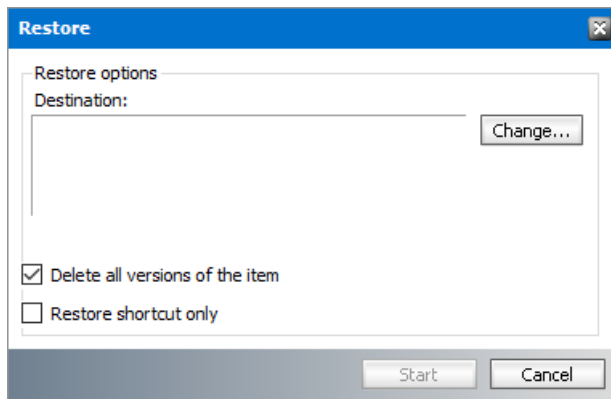 Restore
Restore options
Destination:
Change...
Delete all versions of the item
Restore shortcut only
Start
Cancel